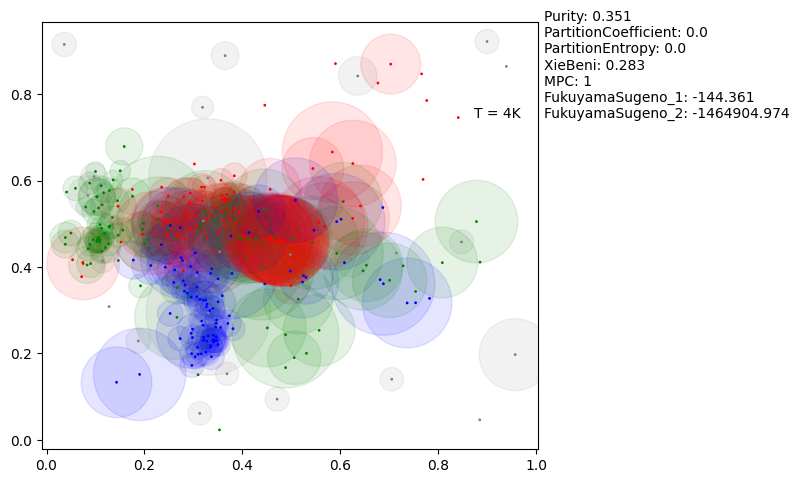 Purity: 0.351
PartitionCoefficient: 0.0
PartitionEntropy: 0.0
XieBeni: 0.283
MPC: 1
FukuyamaSugeno_1: -144.361
FukuyamaSugeno_2: -1464904.974
T = 4K
0.8
0.6
0.4
0.2
0.0
0.0 0.2 0.4 0.6 0.8 1.0